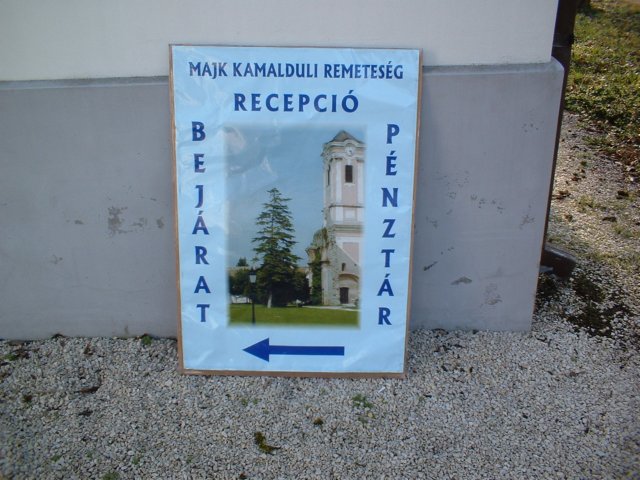 MAJK KAMALDULI REMETESÉG
RECEPCIÓ
BEJÁRAT
PÉNZTÁR